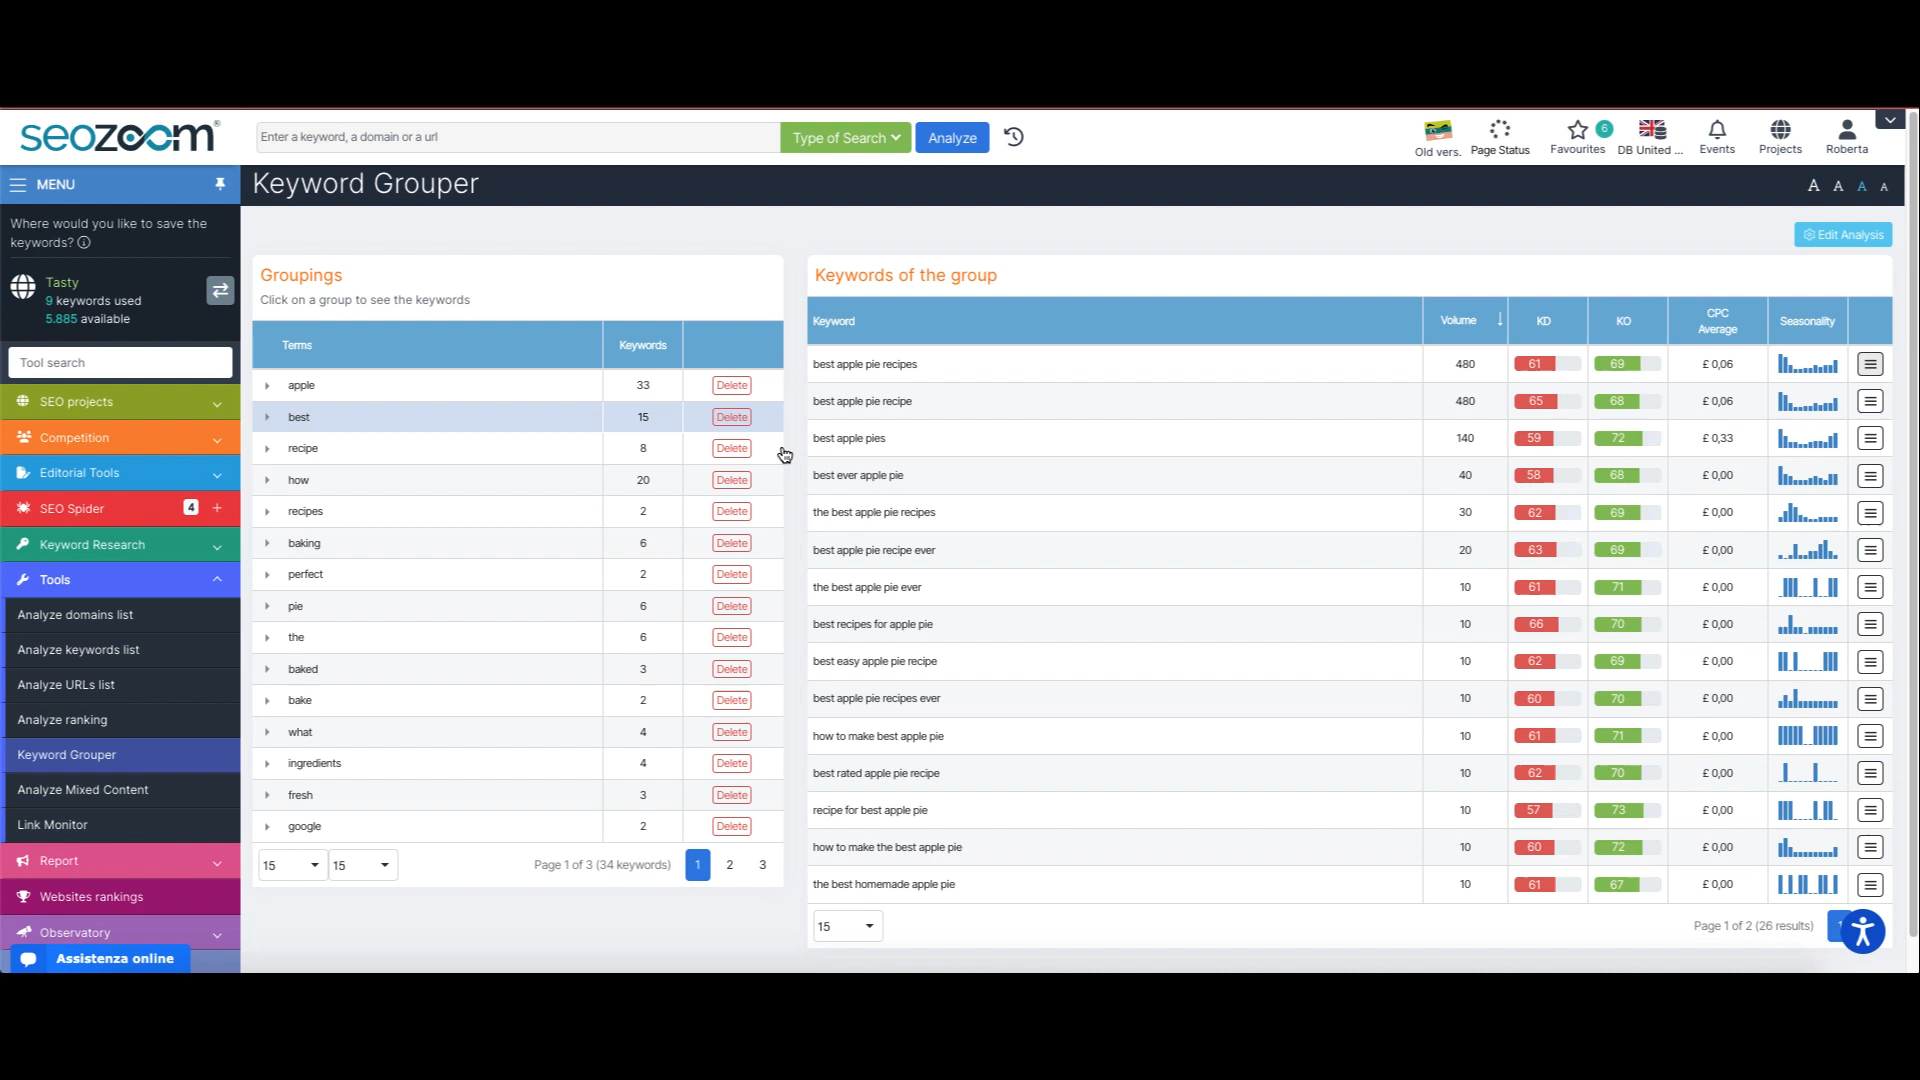 seozoom®
Enter a keyword, a domain or a url
Type of Search
Analyze
Old vers.
Page Status
Favourites
6
DB United ...
Events
Projects
Roberta
MENU
Keyword Grouper
A A A A
Where would you like to save the
keywords?
Tasty
9 keywords used
5.885 available
Tool search
SEO projects
Competition
Editorial Tools
SEO Spider 4 +
Keyword Research
Tools
Analyze domains list
Analyze keywords list
Analyze URLs list
Analyze ranking
Keyword Grouper
Analyze Mixed Content
Link Monitor
Report
Websites rankings
Observatory
Assistenza online
Edit Analysis
Groupings
Click on a group to see the keywords
Terms Keywords
apple 33 Delete
best 15 Delete
recipe 8 Delete
how 20 Delete
recipes 2 Delete
baking 6 Delete
perfect 2 Delete
pie 6 Delete
the 6 Delete
baked 3 Delete
bake 2 Delete
what 4 Delete
ingredients 4 Delete
fresh 3 Delete
google 2 Delete
15 15 Page 1 of 3 (34 keywords) 1 2 3
Keywords of the group
Keyword Volume ↓ KD KO CPC Average Seasonality
best apple pie recipes 480 61 69 £ 0,06
best apple pie recipe 480 65 68 £ 0,06
best apple pies 140 59 72 £ 0,33
best ever apple pie 40 58 68 £ 0,00
the best apple pie recipes 30 62 69 £ 0,00
best apple pie recipe ever 20 63 69 £ 0,00
the best apple pie ever 10 61 71 £ 0,00
best recipes for apple pie 10 66 70 £ 0,00
best easy apple pie recipe 10 62 69 £ 0,00
best apple pie recipes ever 10 60 70 £ 0,00
how to make best apple pie 10 61 71 £ 0,00
best rated apple pie recipe 10 62 70 £ 0,00
recipe for best apple pie 10 57 73 £ 0,00
how to make the best apple pie 10 60 72 £ 0,00
the best homemade apple pie 10 61 67 £ 0,00
15 Page 1 of 2 (26 results) 1